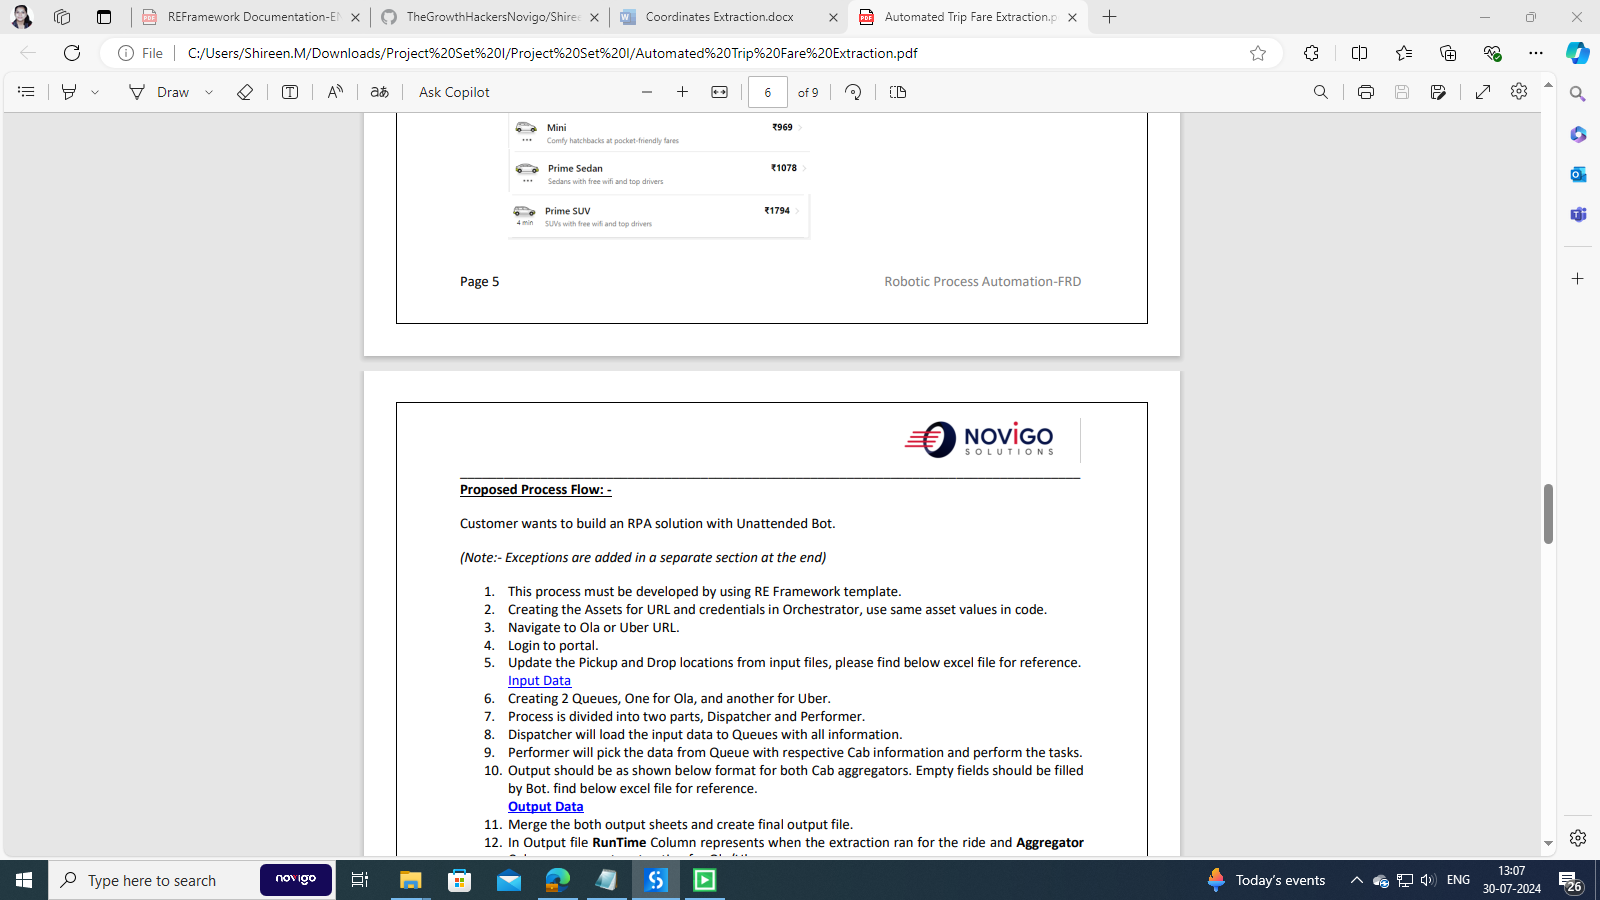 REFramework Documentation-EN
TheGrowthHackersNovigo/Shiree
Coordinates Extraction.docx
Automated Trip Fare Extraction.p
File
C:/Users/Shireen.M/Downloads/Project%20Set%20I/Project%20Set%20I/Automated%20Trip%20Fare%20Extraction.pdf
Draw
aあ
Ask Copilot
6
of 9
Mini
₹969
Comfy hatchbacks at pocket-friendly fares
Prime Sedan
₹1078
Sedans with free wifi and top drivers
Prime SUV
₹1794
4 min
SUVs with free wifi and top drivers
Page 5
Robotic Process Automation-FRD
NOViGO
SOLUTIONS
Proposed Process Flow: -
Customer wants to build an RPA solution with Unattended Bot.
(Note:- Exceptions are added in a separate section at the end)
1. This process must be developed by using RE Framework template.
2. Creating the Assets for URL and credentials in Orchestrator, use same asset values in code.
3. Navigate to Ola or Uber URL.
4. Login to portal.
5. Update the Pickup and Drop locations from input files, please find below excel file for reference.
Input Data
6. Creating 2 Queues, One for Ola, and another for Uber.
7. Process is divided into two parts, Dispatcher and Performer.
8. Dispatcher will load the input data to Queues with all information.
9. Performer will pick the data from Queue with respective Cab information and perform the tasks.
10. Output should be as shown below format for both Cab aggregators. Empty fields should be filled
by Bot. find below excel file for reference.
Output Data
11. Merge the both output sheets and create final output file.
12. In Output file RunTime Column represents when the extraction ran for the ride and Aggregator
Type here to search
novigo
Today's events
ENG
13:07
30-07-2024
26